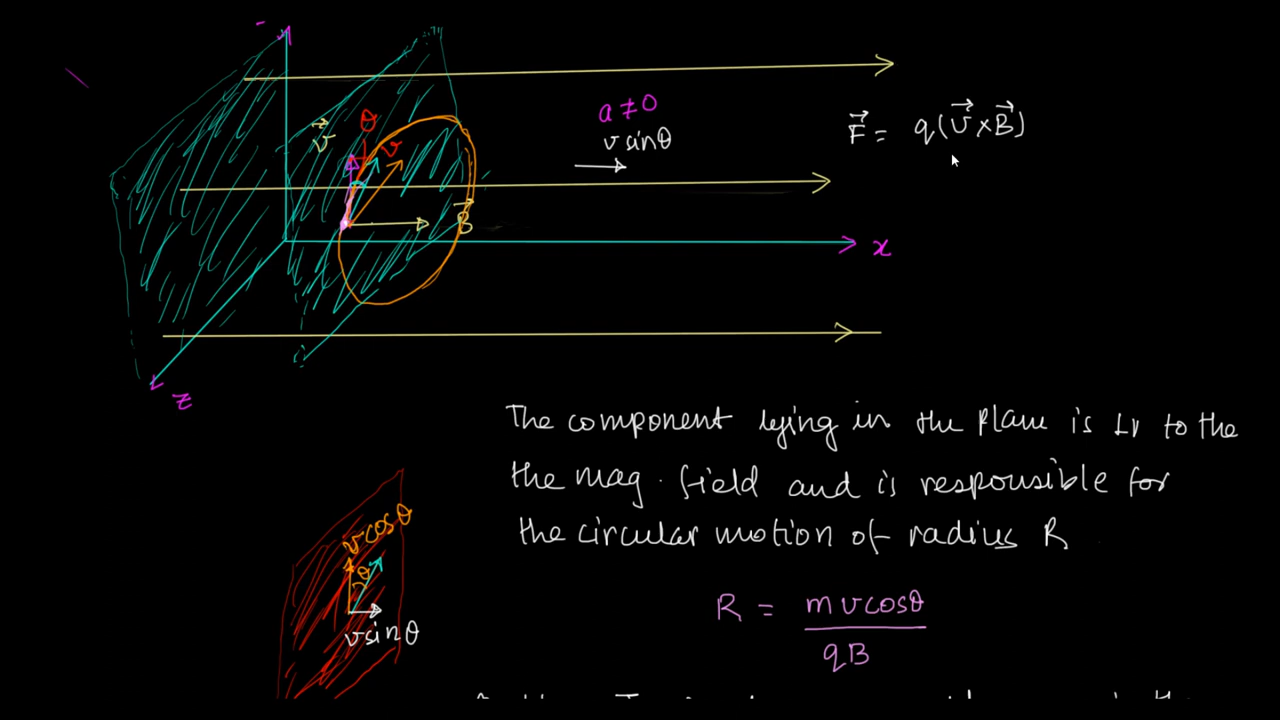 a ≠ 0
v sinθ
F⃗ = q(v⃗ × B⃗)
θ
v⃗
v
B⃗
x
z
The component lying in the Plane is Lr to the
the mag. field and is responsible for
the circular motion of radius R
v cosθ
θ
v sinθ
R = mv cosθ / qB